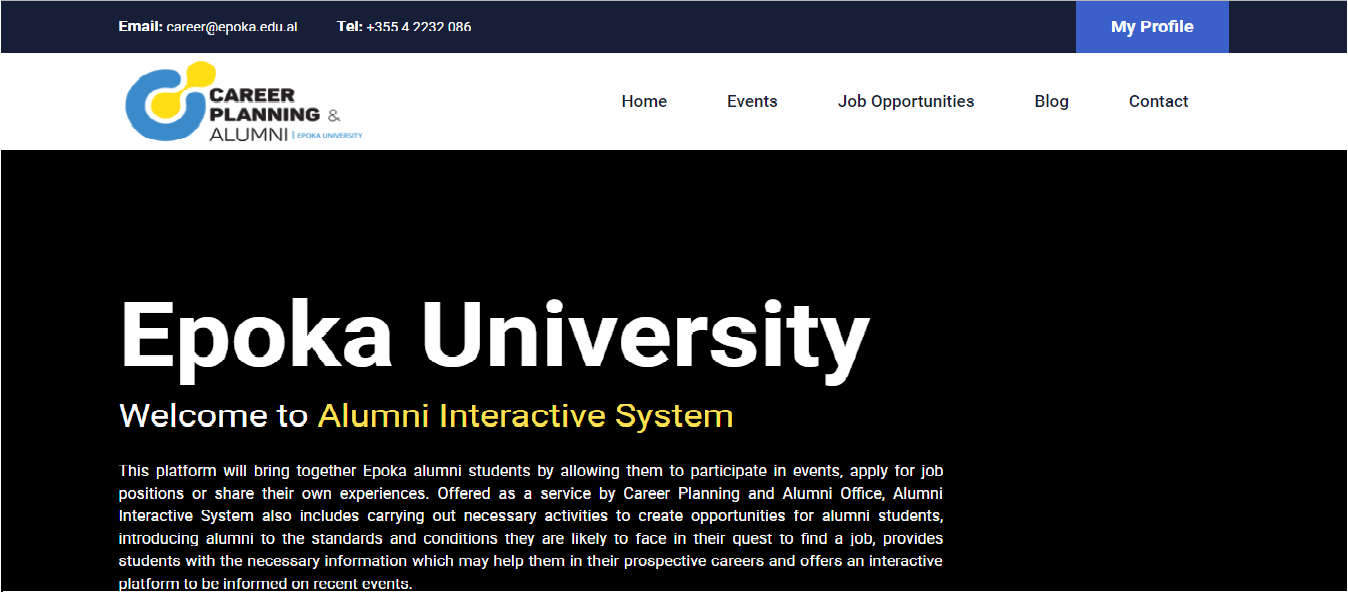 Email: career@epoka.edu.al Tel: +355 4 2232 086 My Profile
CAREER
PLANNING &
ALUMNI | EPOKA UNIVERSITY
Home Events Job Opportunities Blog Contact
Epoka University
Welcome to Alumni Interactive System
This platform will bring together Epoka alumni students by allowing them to participate in events, apply for job
positions or share their own experiences. Offered as a service by Career Planning and Alumni Office, Alumni
Interactive System also includes carrying out necessary activities to create opportunities for alumni students,
introducing alumni to the standards and conditions they are likely to face in their quest to find a job, provides
students with the necessary information which may help them in their prospective careers and offers an interactive
platform to be informed on recent events.